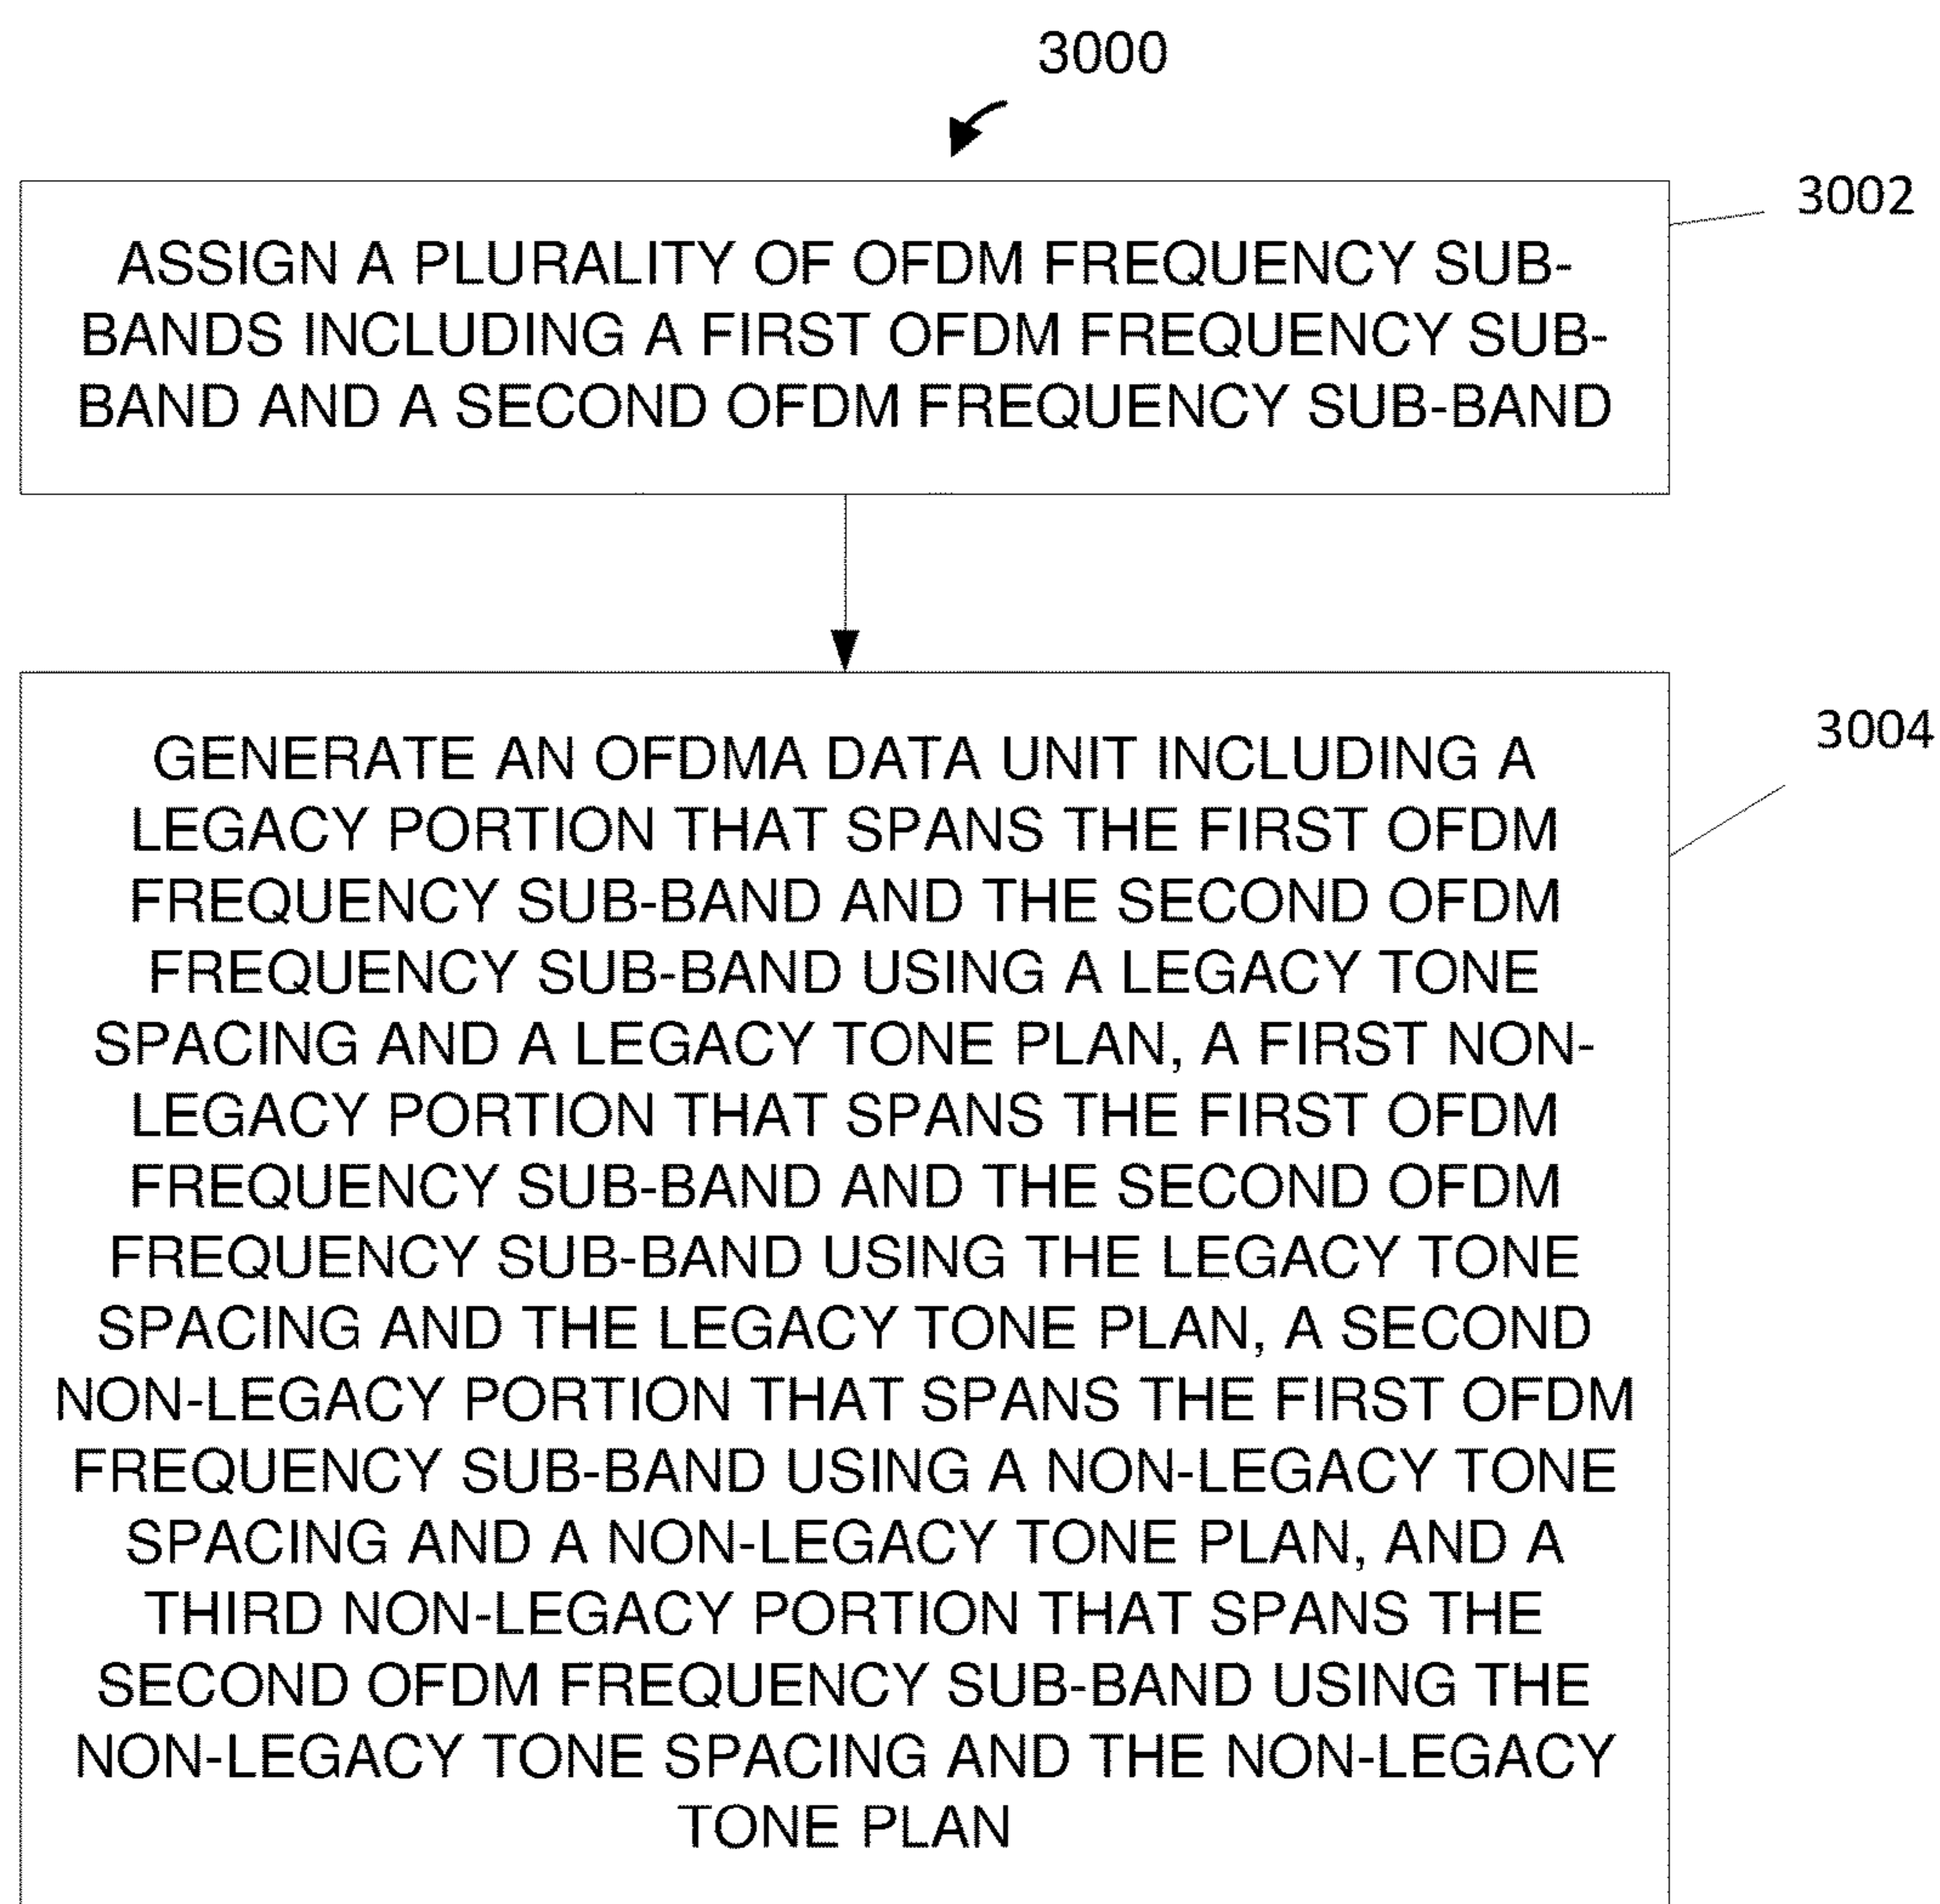 3000
3002
ASSIGN A PLURALITY OF OFDM FREQUENCY SUB-
BANDS INCLUDING A FIRST OFDM FREQUENCY SUB-
BAND AND A SECOND OFDM FREQUENCY SUB-BAND
3004
GENERATE AN OFDMA DATA UNIT INCLUDING A
LEGACY PORTION THAT SPANS THE FIRST OFDM
FREQUENCY SUB-BAND AND THE SECOND OFDM
FREQUENCY SUB-BAND USING A LEGACY TONE
SPACING AND A LEGACY TONE PLAN, A FIRST NON-
LEGACY PORTION THAT SPANS THE FIRST OFDM
FREQUENCY SUB-BAND AND THE SECOND OFDM
FREQUENCY SUB-BAND USING THE LEGACY TONE
SPACING AND THE LEGACY TONE PLAN, A SECOND
NON-LEGACY PORTION THAT SPANS THE FIRST OFDM
FREQUENCY SUB-BAND USING A NON-LEGACY TONE
SPACING AND A NON-LEGACY TONE PLAN, AND A
THIRD NON-LEGACY PORTION THAT SPANS THE
SECOND OFDM FREQUENCY SUB-BAND USING THE
NON-LEGACY TONE SPACING AND THE NON-LEGACY
TONE PLAN